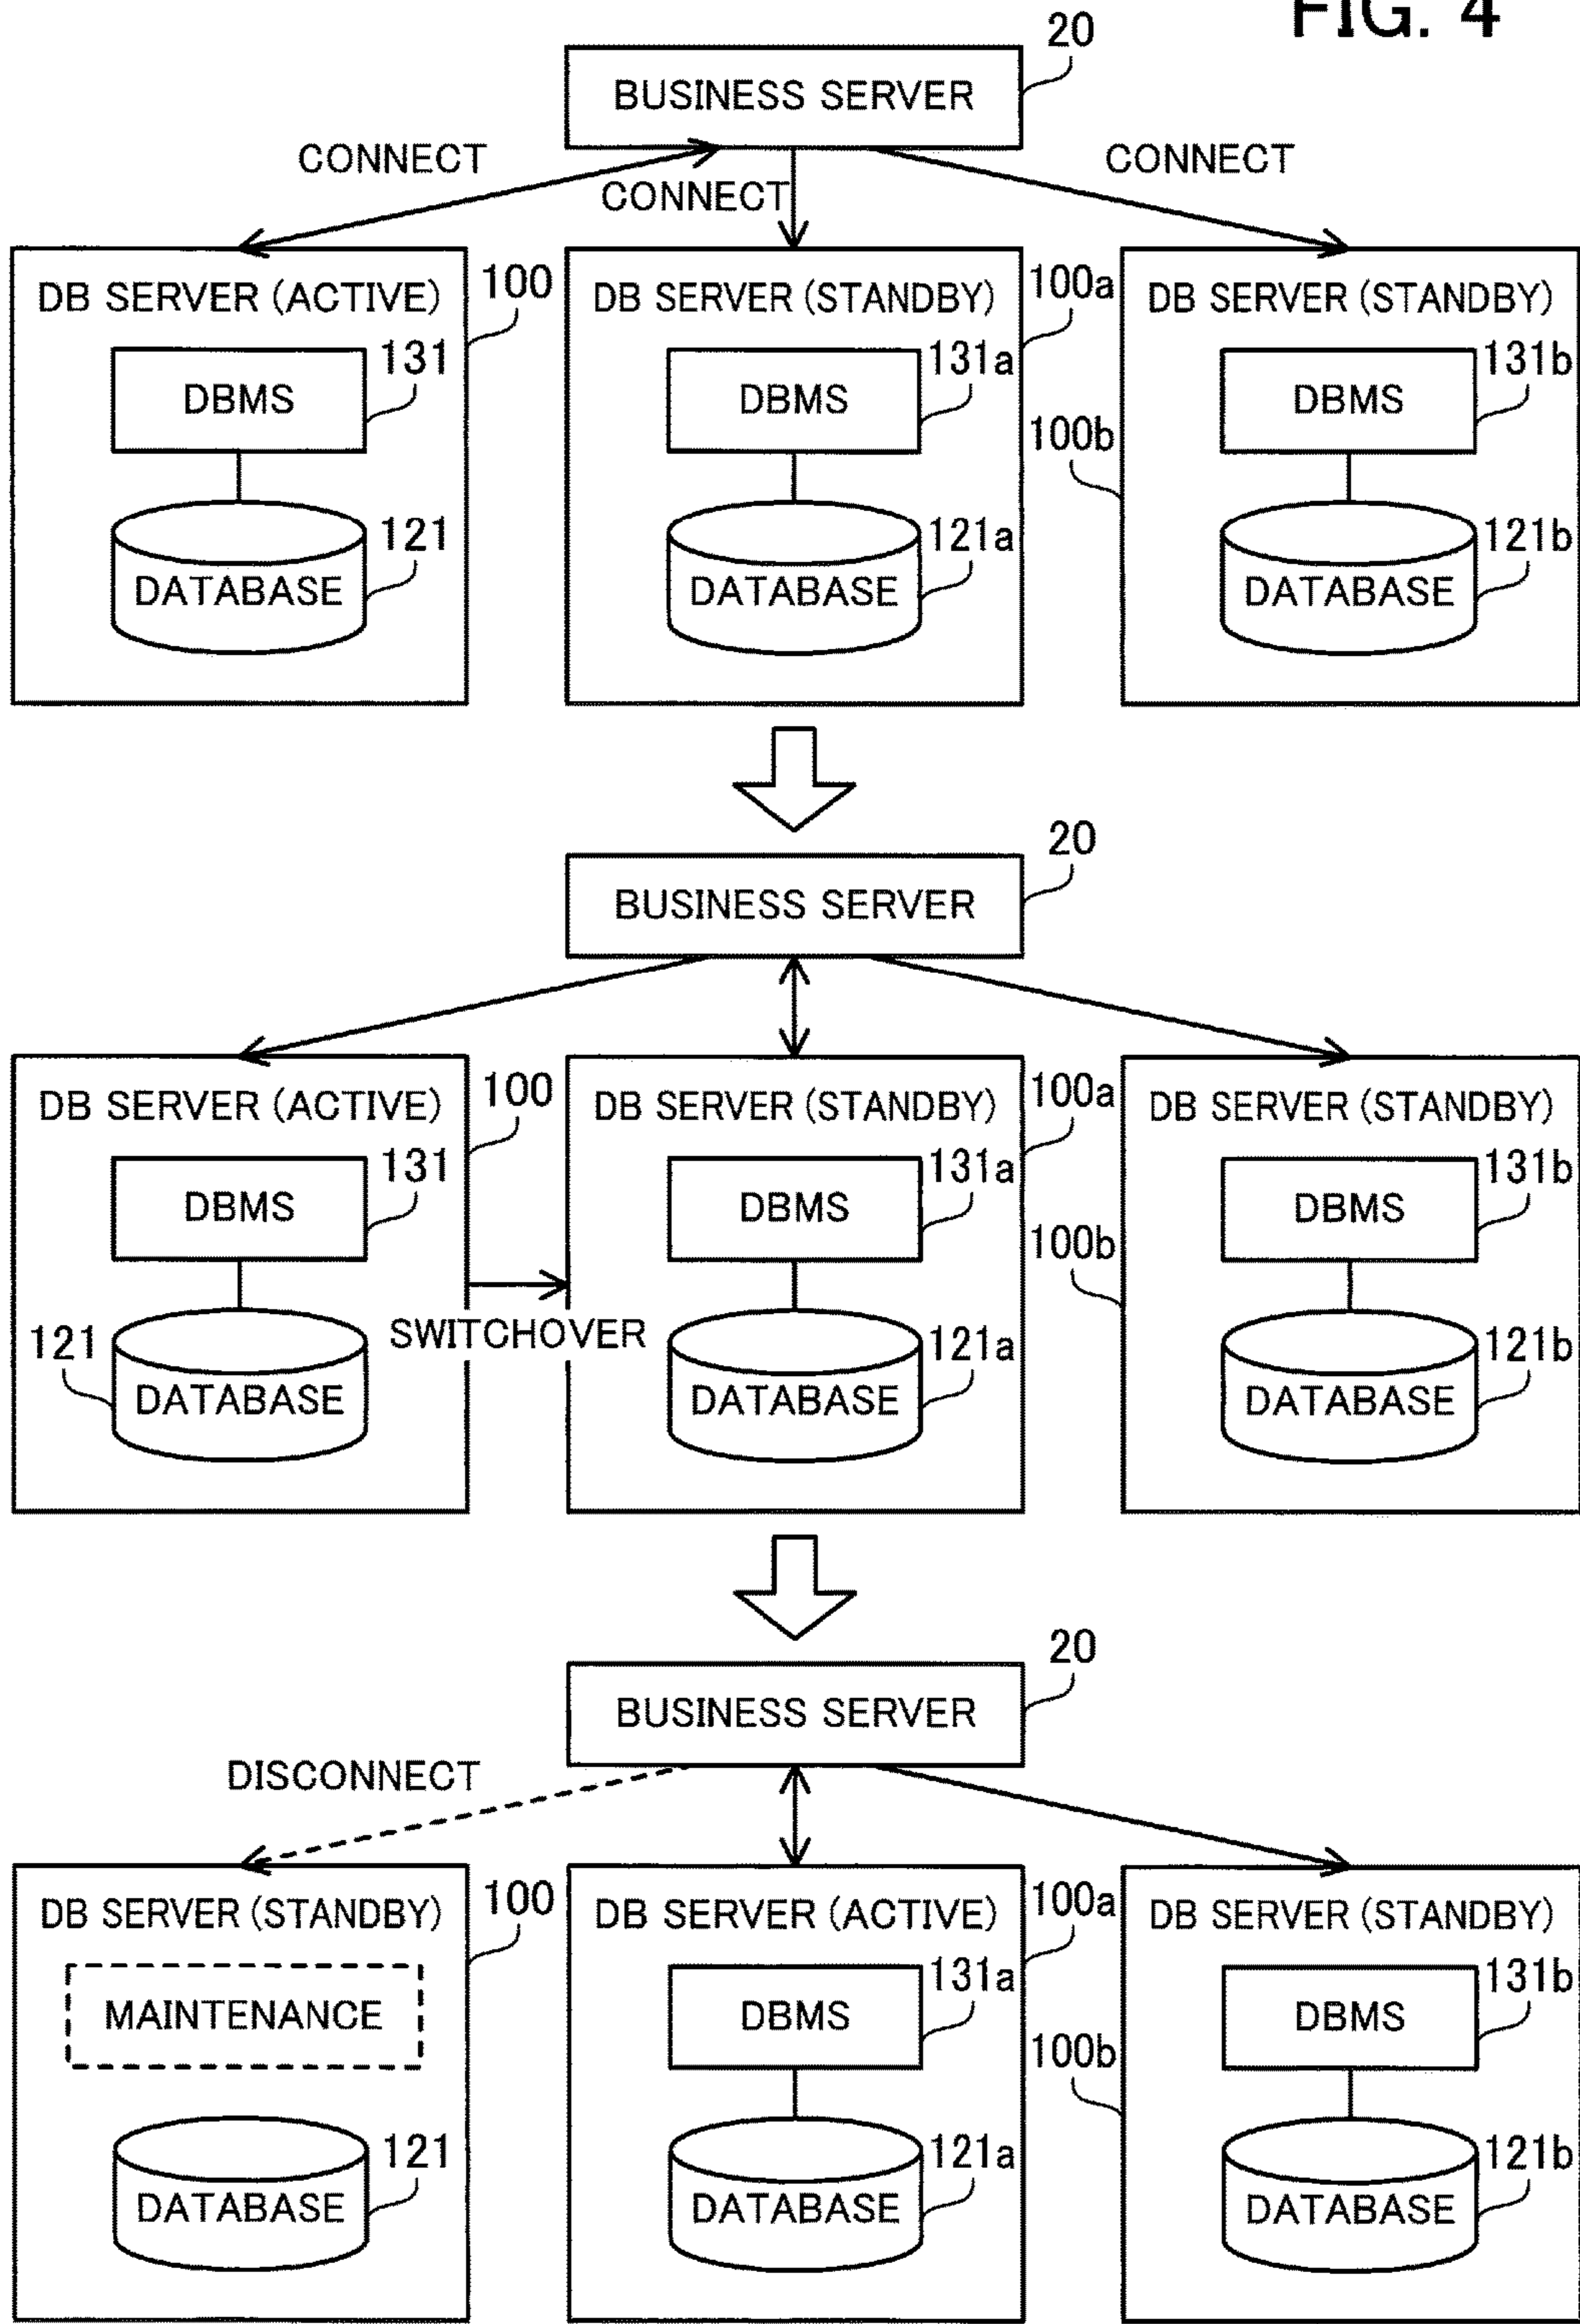 FIG. 4
20
BUSINESS SERVER
CONNECT
CONNECT
CONNECT
DB SERVER (ACTIVE)
100
DBMS
131
DATABASE
121
DB SERVER (STANDBY)
100a
DBMS
131a
DATABASE
121a
DB SERVER (STANDBY)
100b
DBMS
131b
DATABASE
121b
20
BUSINESS SERVER
DB SERVER (ACTIVE)
100
DBMS
131
DATABASE
121
SWITCHOVER
DB SERVER (STANDBY)
100a
DBMS
131a
DATABASE
121a
DB SERVER (STANDBY)
100b
DBMS
131b
DATABASE
121b
20
BUSINESS SERVER
DISCONNECT
DB SERVER (STANDBY)
100
MAINTENANCE
DATABASE
121
DB SERVER (ACTIVE)
100a
DBMS
131a
DATABASE
121a
DB SERVER (STANDBY)
100b
DBMS
131b
DATABASE
121b